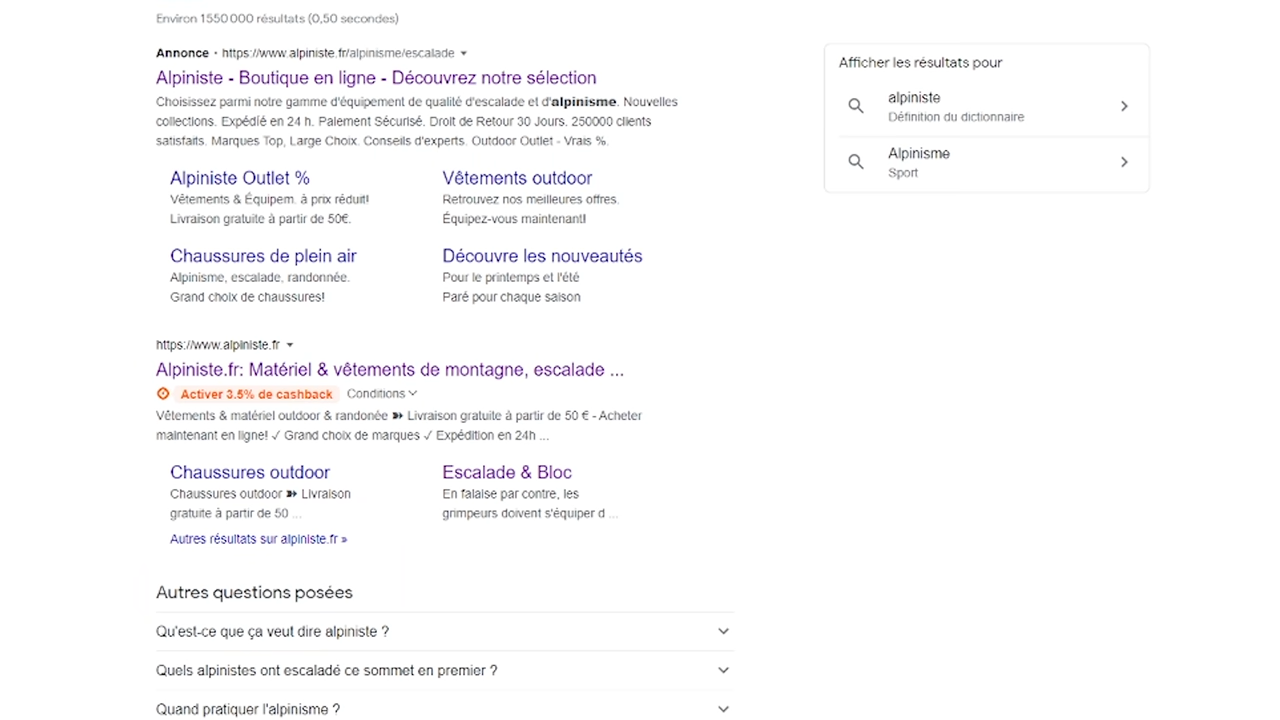 Environ 1 550 000 résultats (0,50 secondes)
Annonce · https://www.alpiniste.fr/alpinisme/escalade
Alpiniste - Boutique en ligne - Découvrez notre sélection
Choisissez parmi notre gamme d'équipement de qualité d'escalade et d'alpinisme. Nouvelles
collections. Expédié en 24 h. Paiement Sécurisé. Droit de Retour 30 Jours. 250000 clients
satisfaits. Marques Top, Large Choix. Conseils d'experts. Outdoor Outlet - Vrais %.
Alpiniste Outlet %
Vêtements & Équipem. à prix réduit!
Livraison gratuite à partir de 50€.
Vêtements outdoor
Retrouvez nos meilleures offres.
Équipez-vous maintenant!
Chaussures de plein air
Alpinisme, escalade, randonnée.
Grand choix de chaussures!
Découvre les nouveautés
Pour le printemps et l'été
Paré pour chaque saison
https://www.alpiniste.fr
Alpiniste.fr: Matériel & vêtements de montagne, escalade ...
Activer 3.5% de cashback Conditions
Vêtements & matériel outdoor & randonée ➽ Livraison gratuite à partir de 50 € - Acheter
maintenant en ligne! ✓ Grand choix de marques ✓ Expédition en 24h ...
Chaussures outdoor
Chaussures outdoor ➽ Livraison
gratuite à partir de 50 ...
Escalade & Bloc
En falaise par contre, les
grimpeurs doivent s'équiper d ...
Autres résultats sur alpiniste.fr »
Autres questions posées
Qu'est-ce que ça veut dire alpiniste ?
Quels alpinistes ont escaladé ce sommet en premier ?
Quand pratiquer l'alpinisme ?
Afficher les résultats pour
alpiniste
Définition du dictionnaire
Alpinisme
Sport